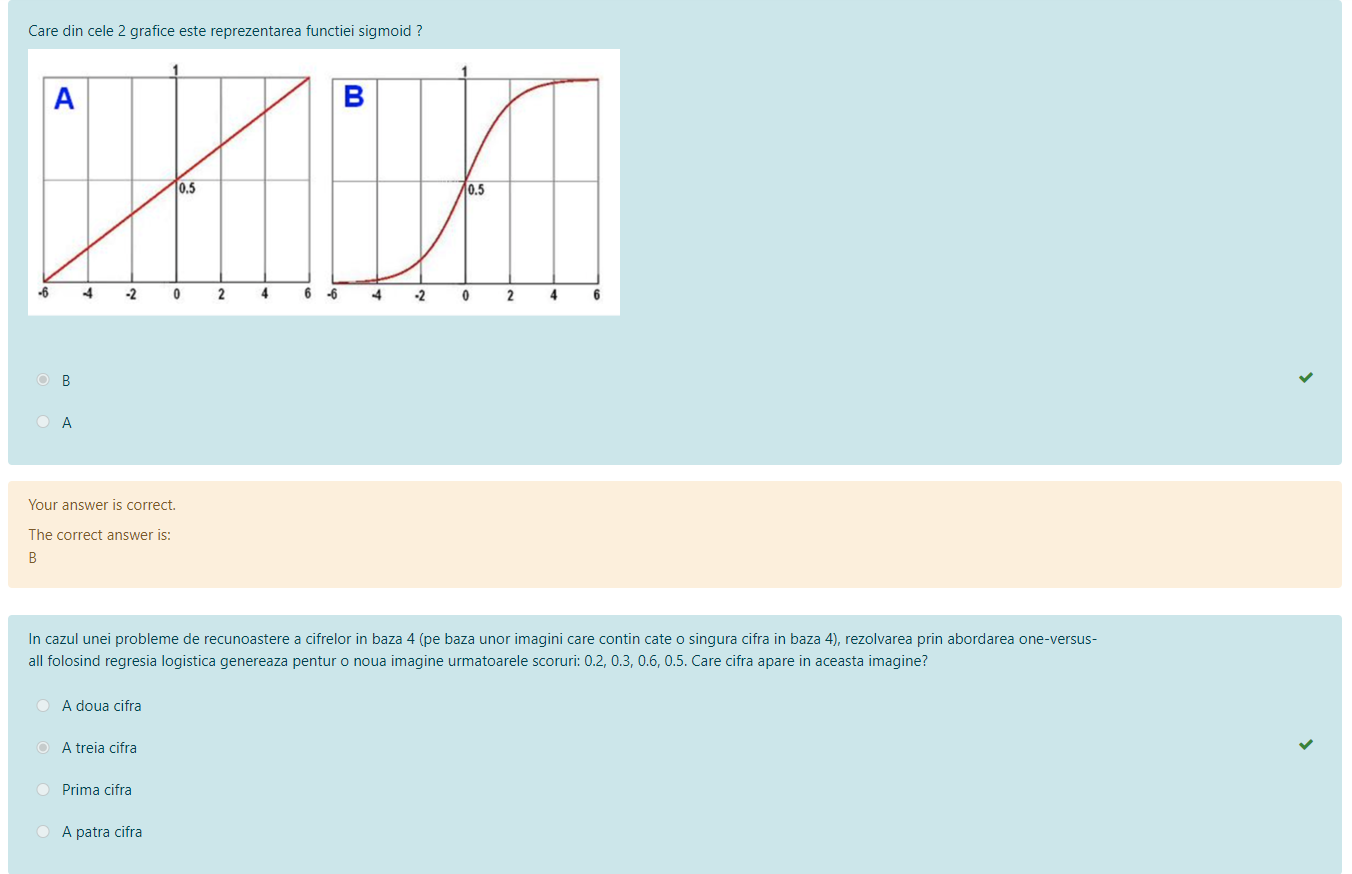 Care din cele 2 grafice este reprezentarea functiei sigmoid ?
A
1
0.5
-6 -4 -2 0 2 4 6
B
1
0.5
-6 -4 -2 0 2 4 6
B
A
Your answer is correct.
The correct answer is:
B
In cazul unei probleme de recunoastere a cifrelor in baza 4 (pe baza unor imagini care contin cate o singura cifra in baza 4), rezolvarea prin abordarea one-versus-
all folosind regresia logistica genereaza pentur o noua imagine urmatoarele scoruri: 0.2, 0.3, 0.6, 0.5. Care cifra apare in aceasta imagine?
A doua cifra
A treia cifra
Prima cifra
A patra cifra